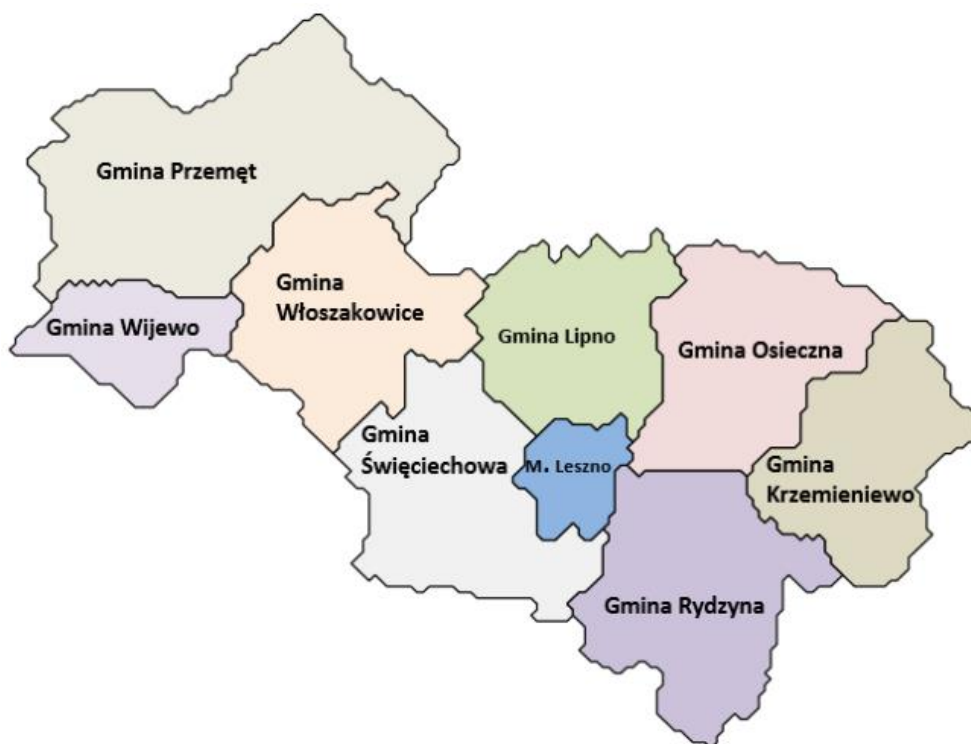 Gmina Przemęt
Gmina
Włoszakowice
Gmina Wijewo
Gmina Lipno
Gmina Osieczna
Gmina
Święciechowa
M. Leszno
Gmina
Krzemieniewo
Gmina Rydzyna